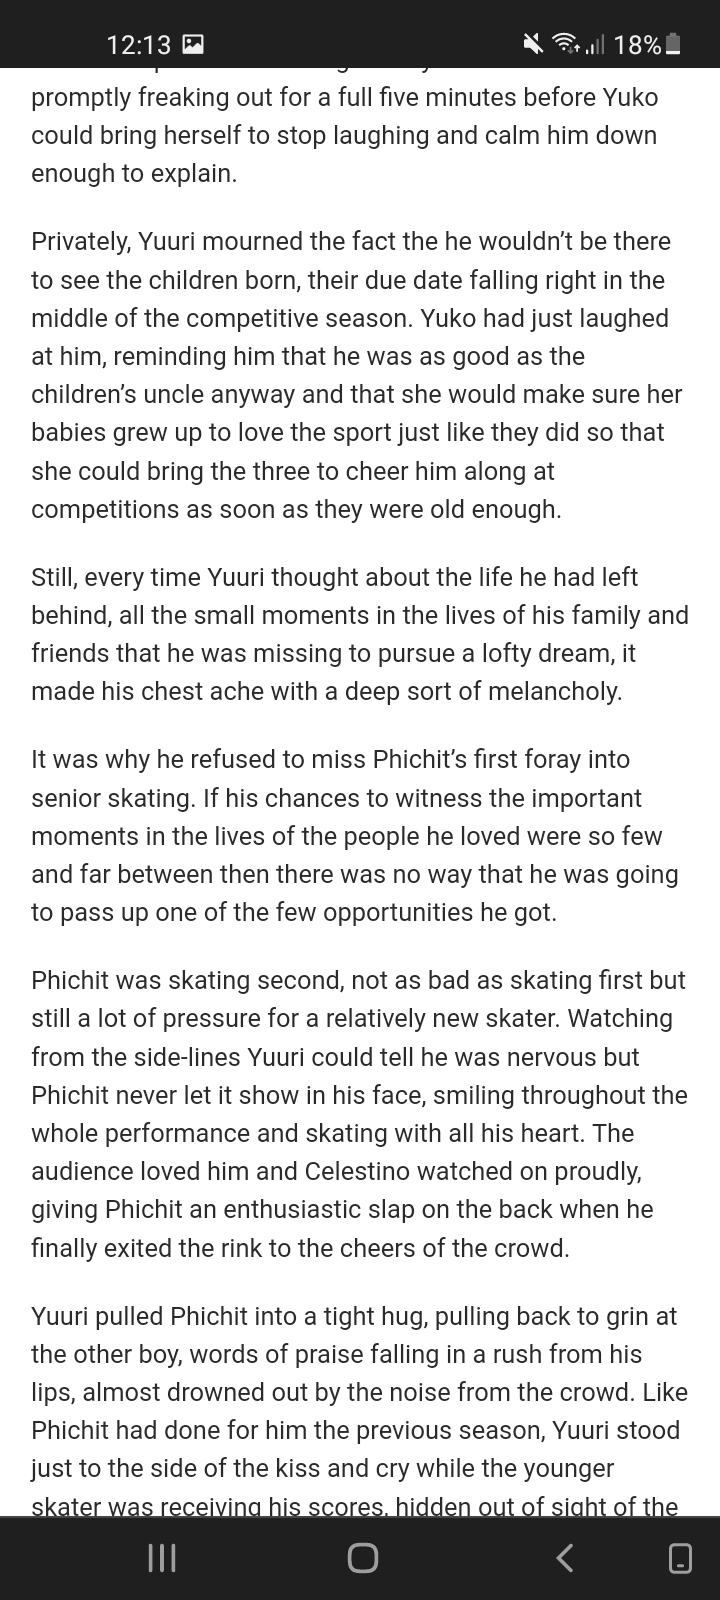 12:13
18%
promptly freaking out for a full five minutes before Yuko
could bring herself to stop laughing and calm him down
enough to explain.
Privately, Yuuri mourned the fact the he wouldn’t be there
to see the children born, their due date falling right in the
middle of the competitive season. Yuko had just laughed
at him, reminding him that he was as good as the
children’s uncle anyway and that she would make sure her
babies grew up to love the sport just like they did so that
she could bring the three to cheer him along at
competitions as soon as they were old enough.
Still, every time Yuuri thought about the life he had left
behind, all the small moments in the lives of his family and
friends that he was missing to pursue a lofty dream, it
made his chest ache with a deep sort of melancholy.
It was why he refused to miss Phichit’s first foray into
senior skating. If his chances to witness the important
moments in the lives of the people he loved were so few
and far between then there was no way that he was going
to pass up one of the few opportunities he got.
Phichit was skating second, not as bad as skating first but
still a lot of pressure for a relatively new skater. Watching
from the side-lines Yuuri could tell he was nervous but
Phichit never let it show in his face, smiling throughout the
whole performance and skating with all his heart. The
audience loved him and Celestino watched on proudly,
giving Phichit an enthusiastic slap on the back when he
finally exited the rink to the cheers of the crowd.
Yuuri pulled Phichit into a tight hug, pulling back to grin at
the other boy, words of praise falling in a rush from his
lips, almost drowned out by the noise from the crowd. Like
Phichit had done for him the previous season, Yuuri stood
just to the side of the kiss and cry while the younger
skater was receiving his scores, hidden out of sight of the